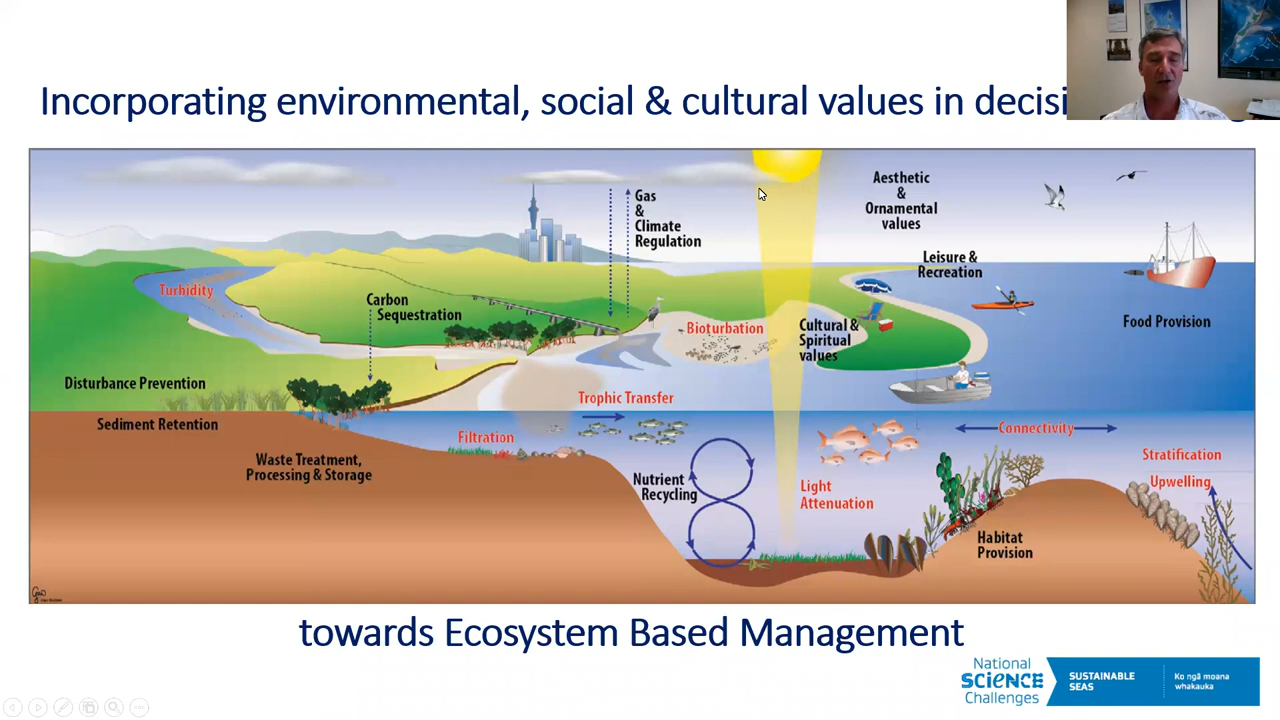 Incorporating environmental, social & cultural values in
Aesthetic
&
Ornamental
values
Gas
&
Climate
Regulation
Leisure &
Recreation
Turbidity
Carbon
Sequestration
Bioturbation
Cultural &
Spiritual
values
Food Provision
Disturbance Prevention
Sediment Retention
Trophic Transfer
Filtration
Connectivity
Waste Treatment,
Processing & Storage
Nutrient
Recycling
Light
Attenuation
Stratification
Upwelling
Habitat
Provision
towards Ecosystem Based Management
National
SCIENCE
Challenges
SUSTAINABLE
SEAS
Ko ngā moana
whakauka